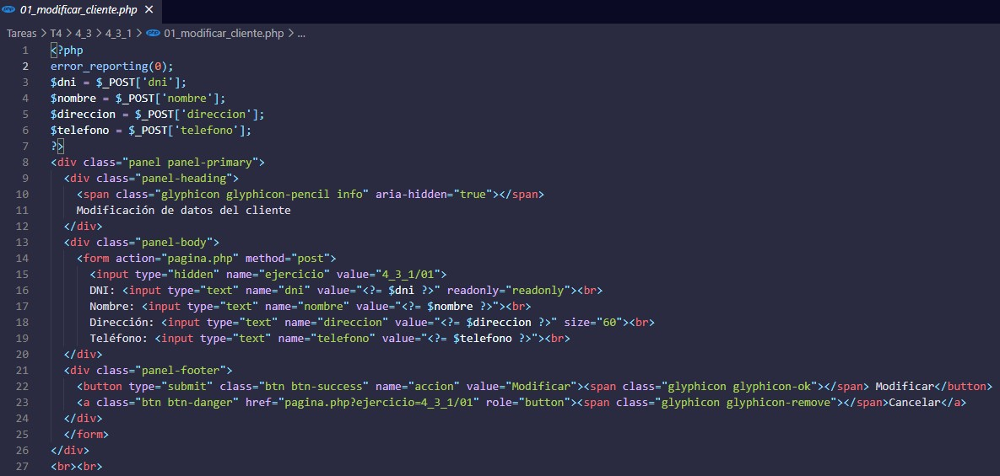 php 01_modificar_cliente.php ×
Tareas > T4 > 4_3 > 4_3_1 > php 01_modificar_cliente.php > ...
1 <?php
2 error_reporting(0);
3 $dni = $_POST['dni'];
4 $nombre = $_POST['nombre'];
5 $direccion = $_POST['direccion'];
6 $telefono = $_POST['telefono'];
7 ?>
8 <div class="panel panel-primary">
9 <div class="panel-heading">
10 <span class="glyphicon glyphicon-pencil info" aria-hidden="true"></span>
11 Modificación de datos del cliente
12 </div>
13 <div class="panel-body">
14 <form action="pagina.php" method="post">
15 <input type="hidden" name="ejercicio" value="4_3_1/01">
16 DNI: <input type="text" name="dni" value="<?= $dni ?>" readonly="readonly"><br>
17 Nombre: <input type="text" name="nombre" value="<?= $nombre ?>"><br>
18 Dirección: <input type="text" name="direccion" value="<?= $direccion ?>" size="60"><br>
19 Teléfono: <input type="text" name="telefono" value="<?= $telefono ?>"><br>
20 </div>
21 <div class="panel-footer">
22 <button type="submit" class="btn btn-success" name="accion" value="Modificar"><span class="glyphicon glyphicon-ok"></span> Modificar</button>
23 <a class="btn btn-danger" href="pagina.php?ejercicio=4_3_1/01" role="button"><span class="glyphicon glyphicon-remove"></span>Cancelar</a>
24 </div>
25 </form>
26 </div>
27 <br><br>